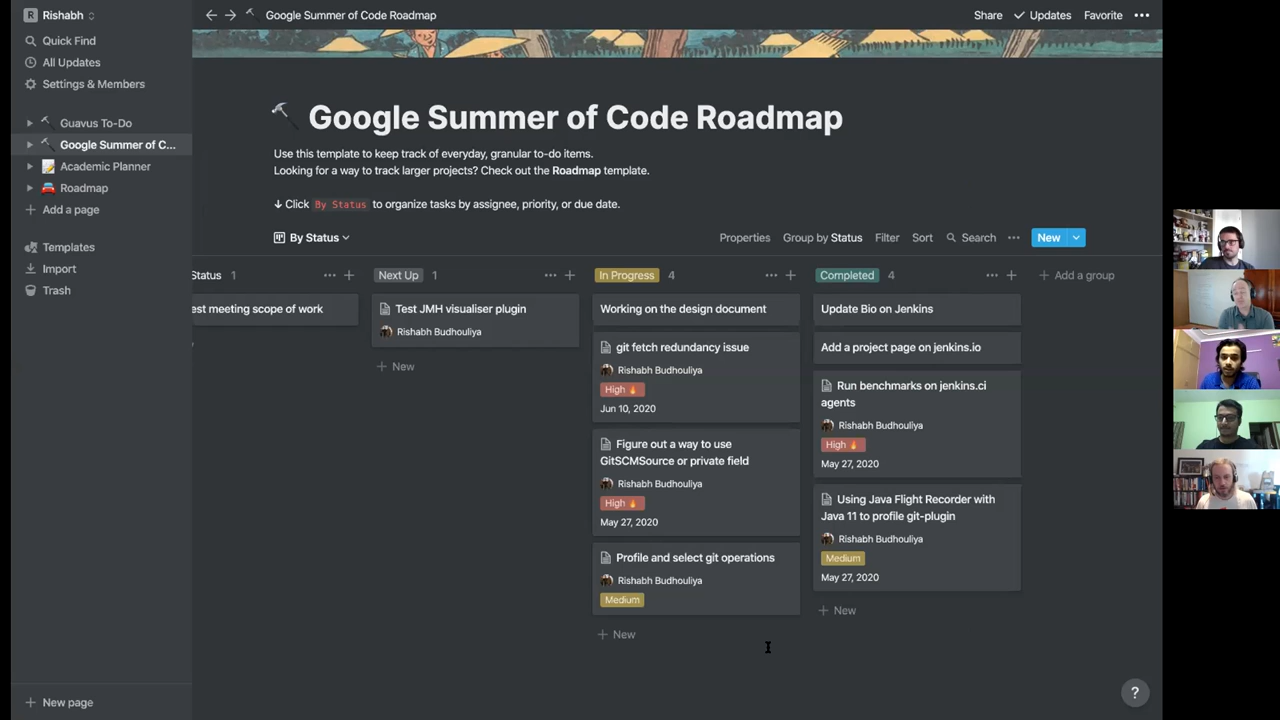 R Rishabh
Google Summer of Code Roadmap
Share
Updates
Favorite
Quick Find
All Updates
Settings & Members
Guavus To-Do
Google Summer of C...
Academic Planner
Roadmap
Add a page
Templates
Import
Trash
New page
Google Summer of Code Roadmap
Use this template to keep track of everyday, granular to-do items.
Looking for a way to track larger projects? Check out the Roadmap template.
↓ Click By Status to organize tasks by assignee, priority, or due date.
By Status
Properties
Group by Status
Filter
Sort
Search
New
Status 1
est meeting scope of work
Next Up 1
Test JMH visualiser plugin
Rishabh Budhouliya
+ New
In Progress 4
Working on the design document
git fetch redundancy issue
Rishabh Budhouliya
High
Jun 10, 2020
Figure out a way to use
GitSCMSource or private field
Rishabh Budhouliya
High
May 27, 2020
Profile and select git operations
Rishabh Budhouliya
Medium
+ New
Completed 4
Update Bio on Jenkins
Add a project page on jenkins.io
Run benchmarks on jenkins.ci
agents
Rishabh Budhouliya
High
May 27, 2020
Using Java Flight Recorder with
Java 11 to profile git-plugin
Rishabh Budhouliya
Medium
May 27, 2020
+ New
+ Add a group
?